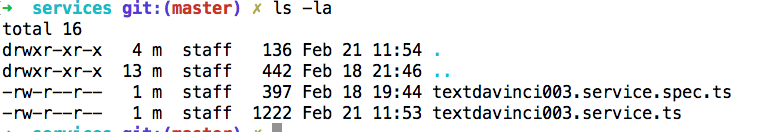 ➜  services git:(master) ✗ ls -la
total 16
drwxr-xr-x   4 m  staff   136 Feb 21 11:54 .
drwxr-xr-x  13 m  staff   442 Feb 18 21:46 ..
-rw-r--r--   1 m  staff   397 Feb 18 19:44 textdavinci003.service.spec.ts
-rw-r--r--   1 m  staff  1222 Feb 21 11:53 textdavinci003.service.ts
➜  services git:(master) ✗